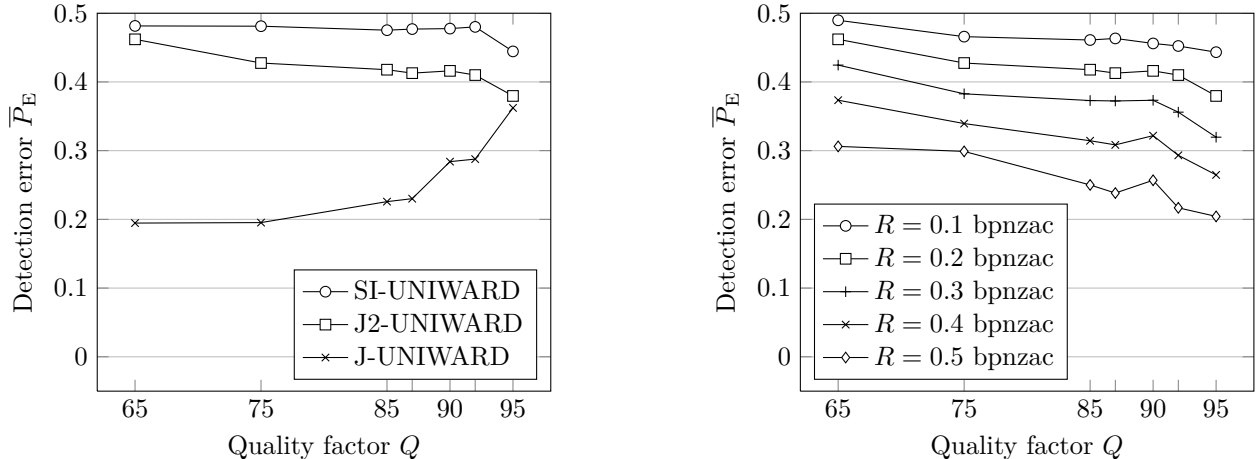 0.5
0.4
0.3
0.2
0.1
0
Detection error P̅_E
SI-UNIWARD
J2-UNIWARD
J-UNIWARD
65 75 85 90 95
Quality factor Q
0.5
0.4
0.3
0.2
0.1
0
Detection error P̅_E
R = 0.1 bpnzac
R = 0.2 bpnzac
R = 0.3 bpnzac
R = 0.4 bpnzac
R = 0.5 bpnzac
65 75 85 90 95
Quality factor Q